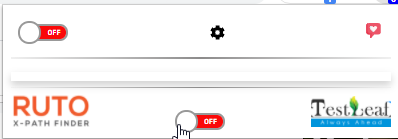 OFF
RUTO
X-PATH FINDER
OFF
TestLeaf
Always Ahead